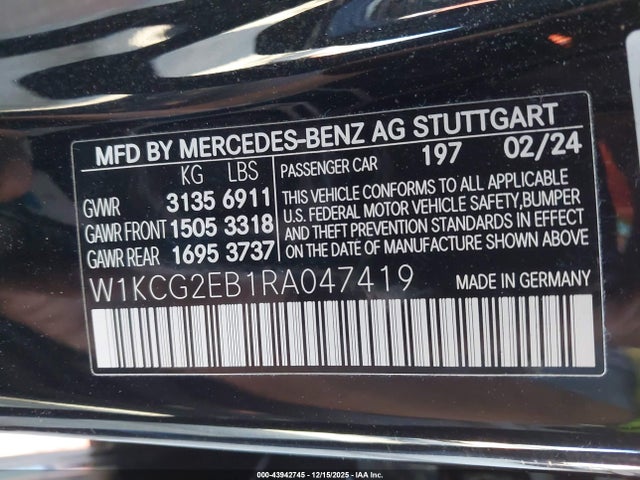 MFD BY MERCEDES-BENZ AG STUTTGART
KG LBS PASSENGER CAR 197 02/24
GVWR 3135 6911
GAWR FRONT 1505 3318
GAWR REAR 1695 3737
THIS VEHICLE CONFORMS TO ALL APPLICABLE
U.S. FEDERAL MOTOR VEHICLE SAFETY,BUMPER
AND THEFT PREVENTION STANDARDS IN EFFECT
ON DATE OF MANUFACTURE SHOWN ABOVE
W1KCG2EB1RA047419 MADE IN GERMANY
000-43942745 - 12/15/2025 - IAA Inc.